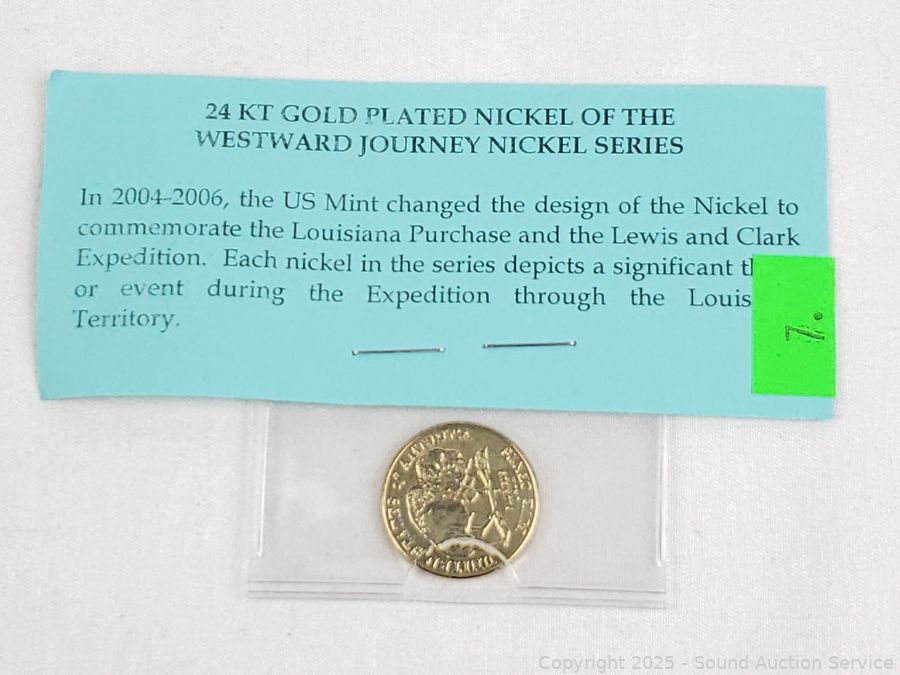 24 KT GOLD PLATED NICKEL OF THE
WESTWARD JOURNEY NICKEL SERIES
In 2004-2006, the US Mint changed the design of the Nickel to
commemorate the Louisiana Purchase and the Lewis and Clark
Expedition. Each nickel in the series depicts a significant
or event during the Expedition through the Louis
Territory.
7.
Copyright 2025 - Sound Auction Service